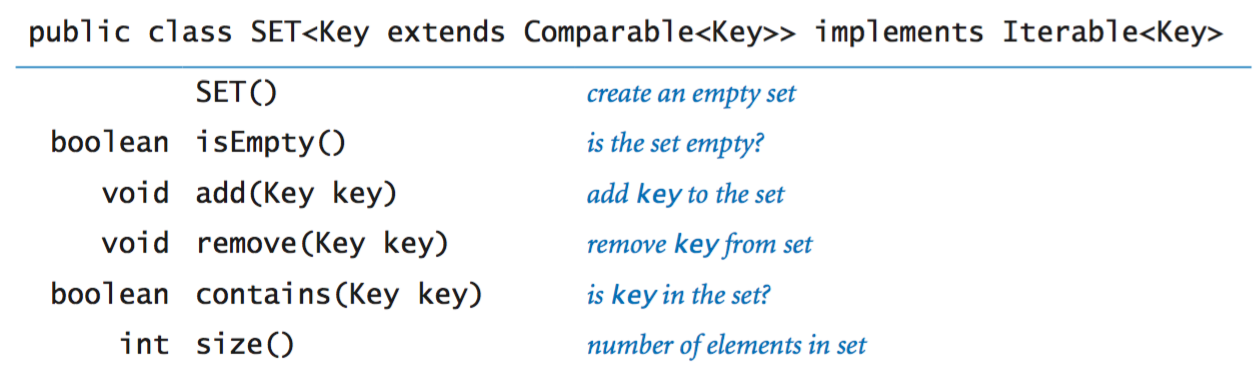 public class SET<Key extends Comparable<Key>> implements Iterable<Key>
SET() create an empty set
boolean isEmpty() is the set empty?
void add(Key key) add key to the set
void remove(Key key) remove key from set
boolean contains(Key key) is key in the set?
int size() number of elements in set